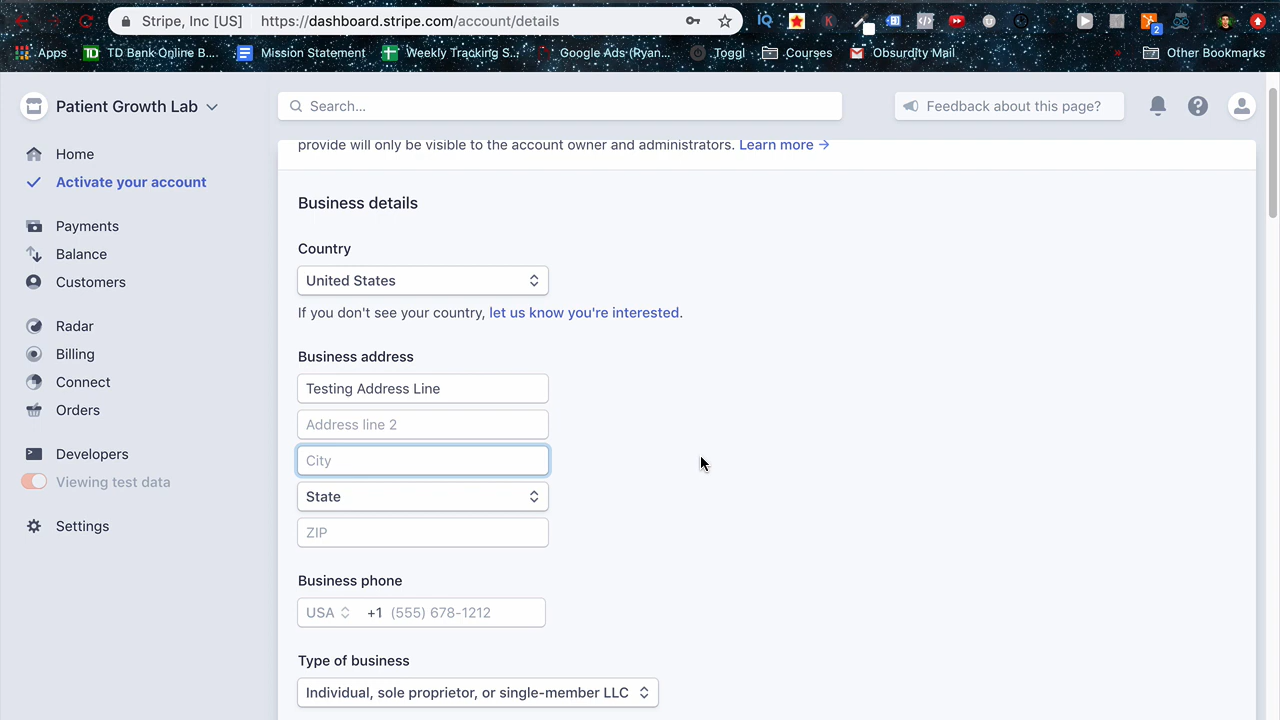 Stripe, Inc [US] https://dashboard.stripe.com/account/details
Apps TD Bank Online B... Mission Statement Weekly Tracking S... Google Ads (Ryan... Toggl Courses Obsurdity Mail » Other Bookmarks
Patient Growth Lab
Search...
Feedback about this page?
provide will only be visible to the account owner and administrators. Learn more →
Home
Activate your account
Payments
Balance
Customers
Radar
Billing
Connect
Orders
Developers
Viewing test data
Settings
Business details
Country
United States
If you don't see your country, let us know you're interested.
Business address
Testing Address Line
Address line 2
City
State
ZIP
Business phone
USA +1 (555) 678-1212
Type of business
Individual, sole proprietor, or single-member LLC